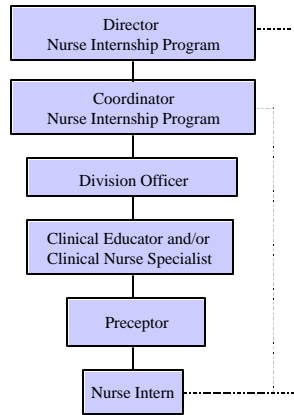 Director
Nurse Internship Program
Coordinator
Nurse Internship Program
Division Officer
Clinical Educator and/or
Clinical Nurse Specialist
Preceptor
Nurse Intern